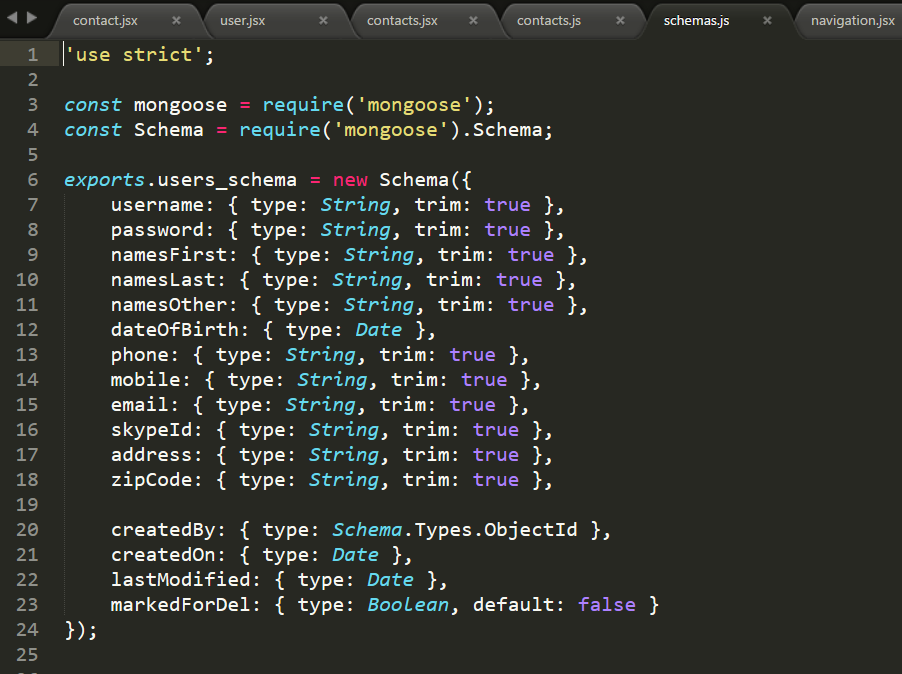 contact.jsx × user.jsx × contacts.jsx × contacts.js × schemas.js × navigation.jsx
1 'use strict';
2
3 const mongoose = require('mongoose');
4 const Schema = require('mongoose').Schema;
5
6 exports.users_schema = new Schema({
7     username: { type: String, trim: true },
8     password: { type: String, trim: true },
9     namesFirst: { type: String, trim: true },
10     namesLast: { type: String, trim: true },
11     namesOther: { type: String, trim: true },
12     dateOfBirth: { type: Date },
13     phone: { type: String, trim: true },
14     mobile: { type: String, trim: true },
15     email: { type: String, trim: true },
16     skypeId: { type: String, trim: true },
17     address: { type: String, trim: true },
18     zipCode: { type: String, trim: true },
19
20     createdBy: { type: Schema.Types.ObjectId },
21     createdOn: { type: Date },
22     lastModified: { type: Date },
23     markedForDel: { type: Boolean, default: false }
24 });
25